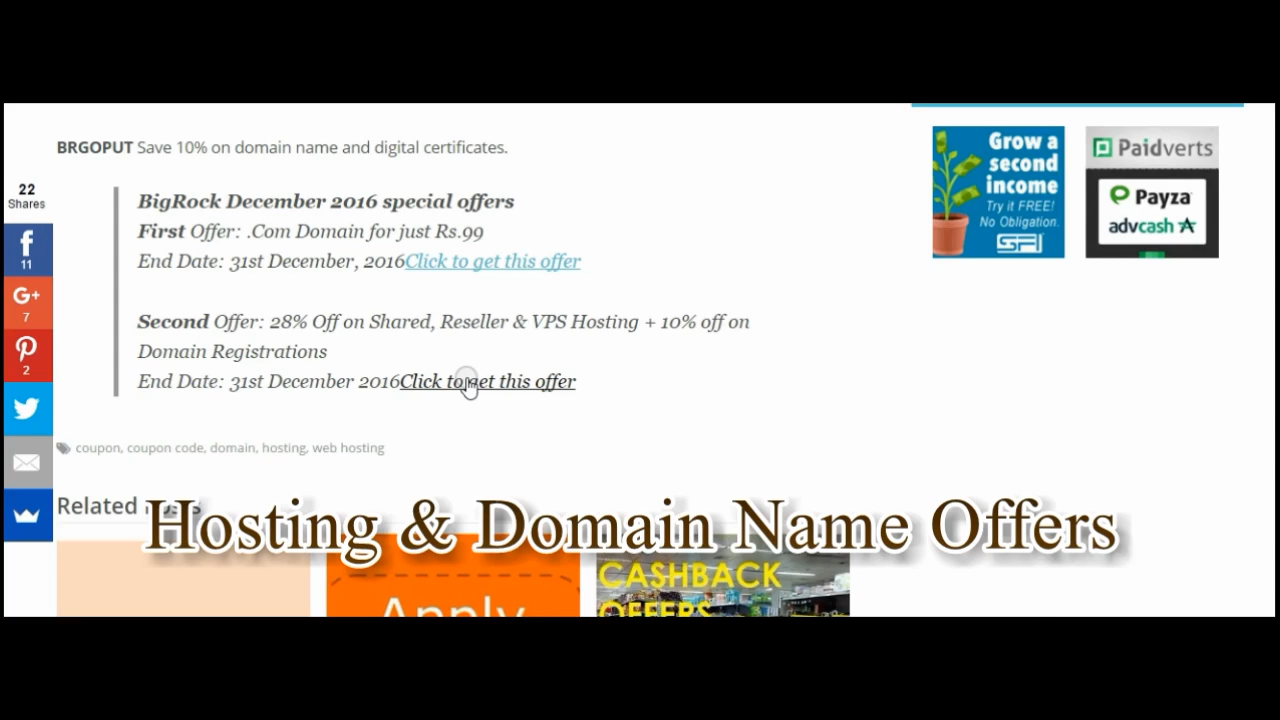 BRGOPUT Save 10% on domain name and digital certificates.
22
Shares
11
G+
7
2
BigRock December 2016 special offers
First Offer: .Com Domain for just Rs.99
End Date: 31st December, 2016Click to get this offer
Second Offer: 28% Off on Shared, Reseller & VPS Hosting + 10% off on
Domain Registrations
End Date: 31st December 2016Click to get this offer
coupon, coupon code, domain, hosting, web hosting
Related Posts
Hosting & Domain Name Offers
Apply
CASHBACK
OFFERS
Grow a
second
income
Try it FREE!
No Obligation.
SFI
Paidverts
Payza
advcash